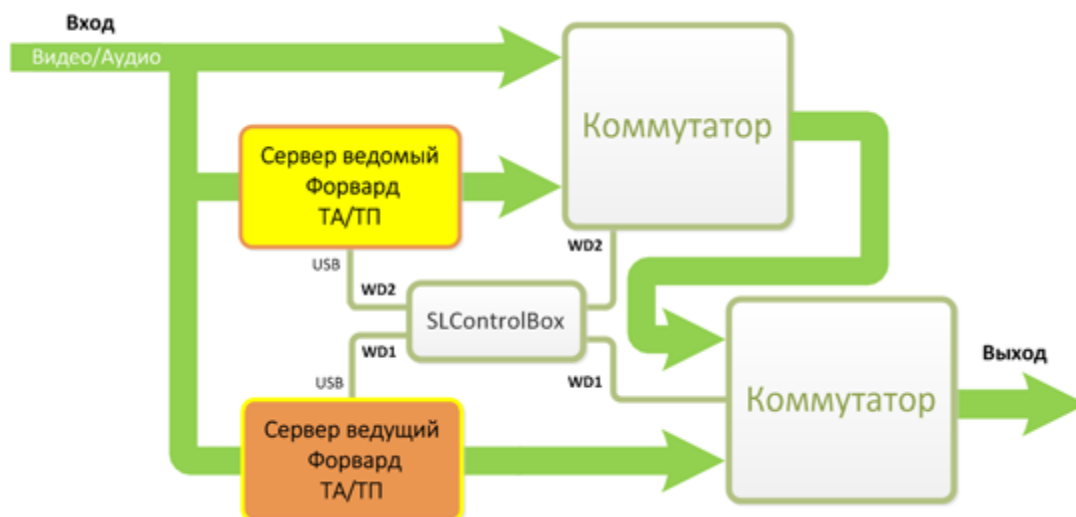 Вход
Видео/Аудио
Коммутатор
Сервер ведомый
Форвард
ТА/ТП
USB
WD2
WD2
SLControlBox
WD1
USB
WD1
Коммутатор
Выход
Сервер ведущий
Форвард
ТА/ТП